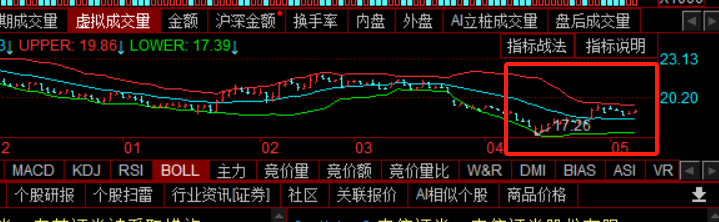 期成交量 虚拟成交量 金额 沪深金额 换手率 内盘 外盘 AI立桩成交量 盘后成交量
UPPER: 19.86↓ LOWER: 17.39↓
指标战法 指标说明
23.13
20.20
17.26
2 01 02 03 04 05
MACD KDJ RSI BOLL 主力 竞价量 竞价额 竞价量比 W&R DMI BIAS ASI VR
个股研报 个股扫雷 行业资讯[证券] 社区 关联报价 AI相似个股 商品价格